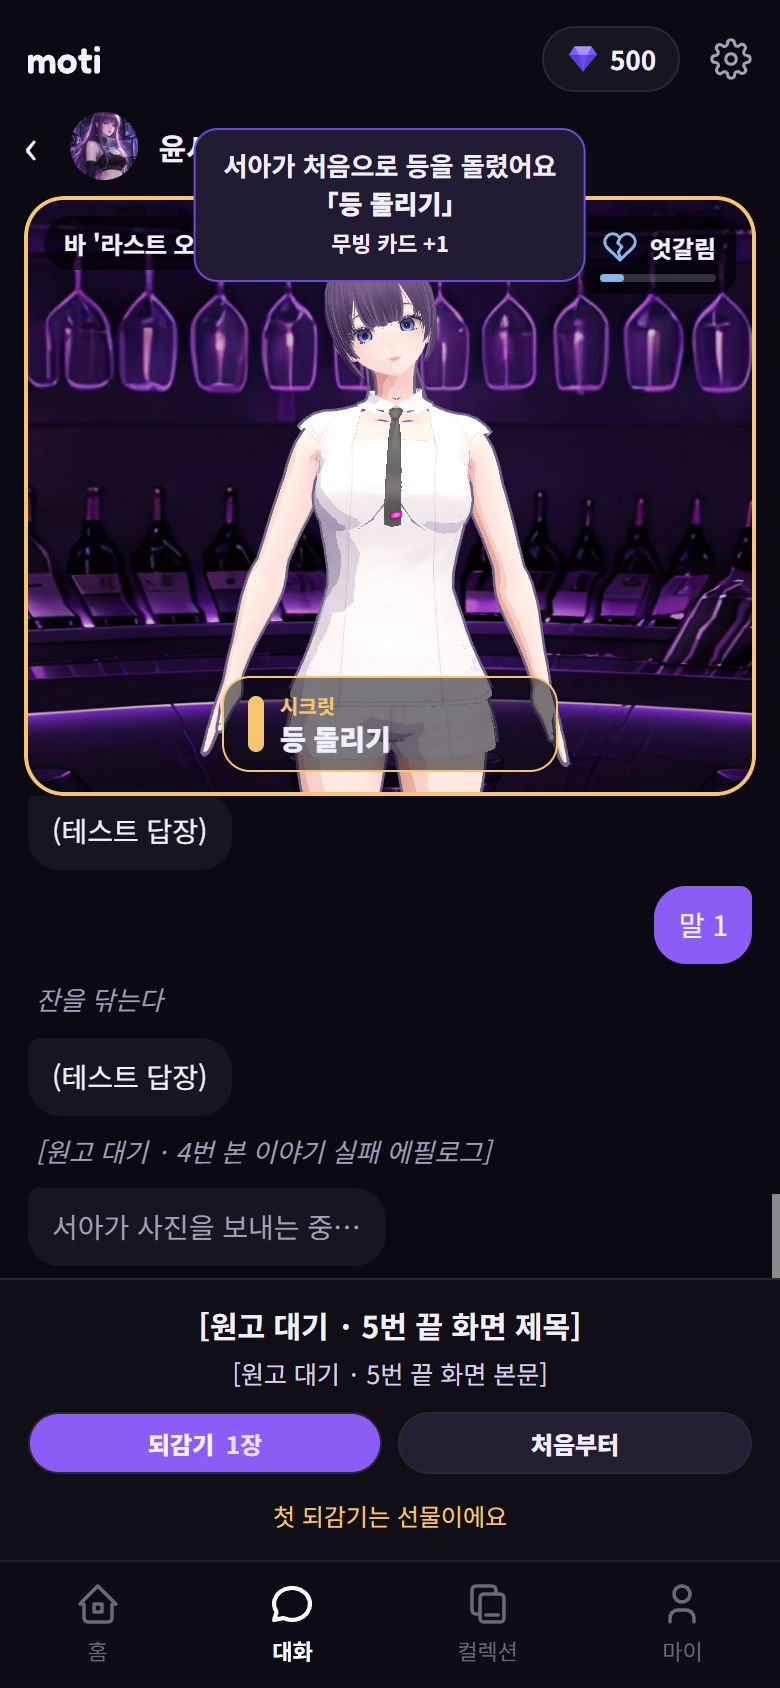 moti
500
윤
서아가 처음으로 등을 돌렸어요
「등 돌리기」
무빙 카드 +1
바 '라스트 오
엇갈림
시크릿
등 돌리기
(테스트 답장)
말 1
잔을 닦는다
(테스트 답장)
[원고 대기 · 4번 본 이야기 실패 에필로그]
서아가 사진을 보내는 중…
[원고 대기 · 5번 끝 화면 제목]
[원고 대기 · 5번 끝 화면 본문]
되감기 1장
처음부터
첫 되감기는 선물이에요
홈
대화
컬렉션
마이